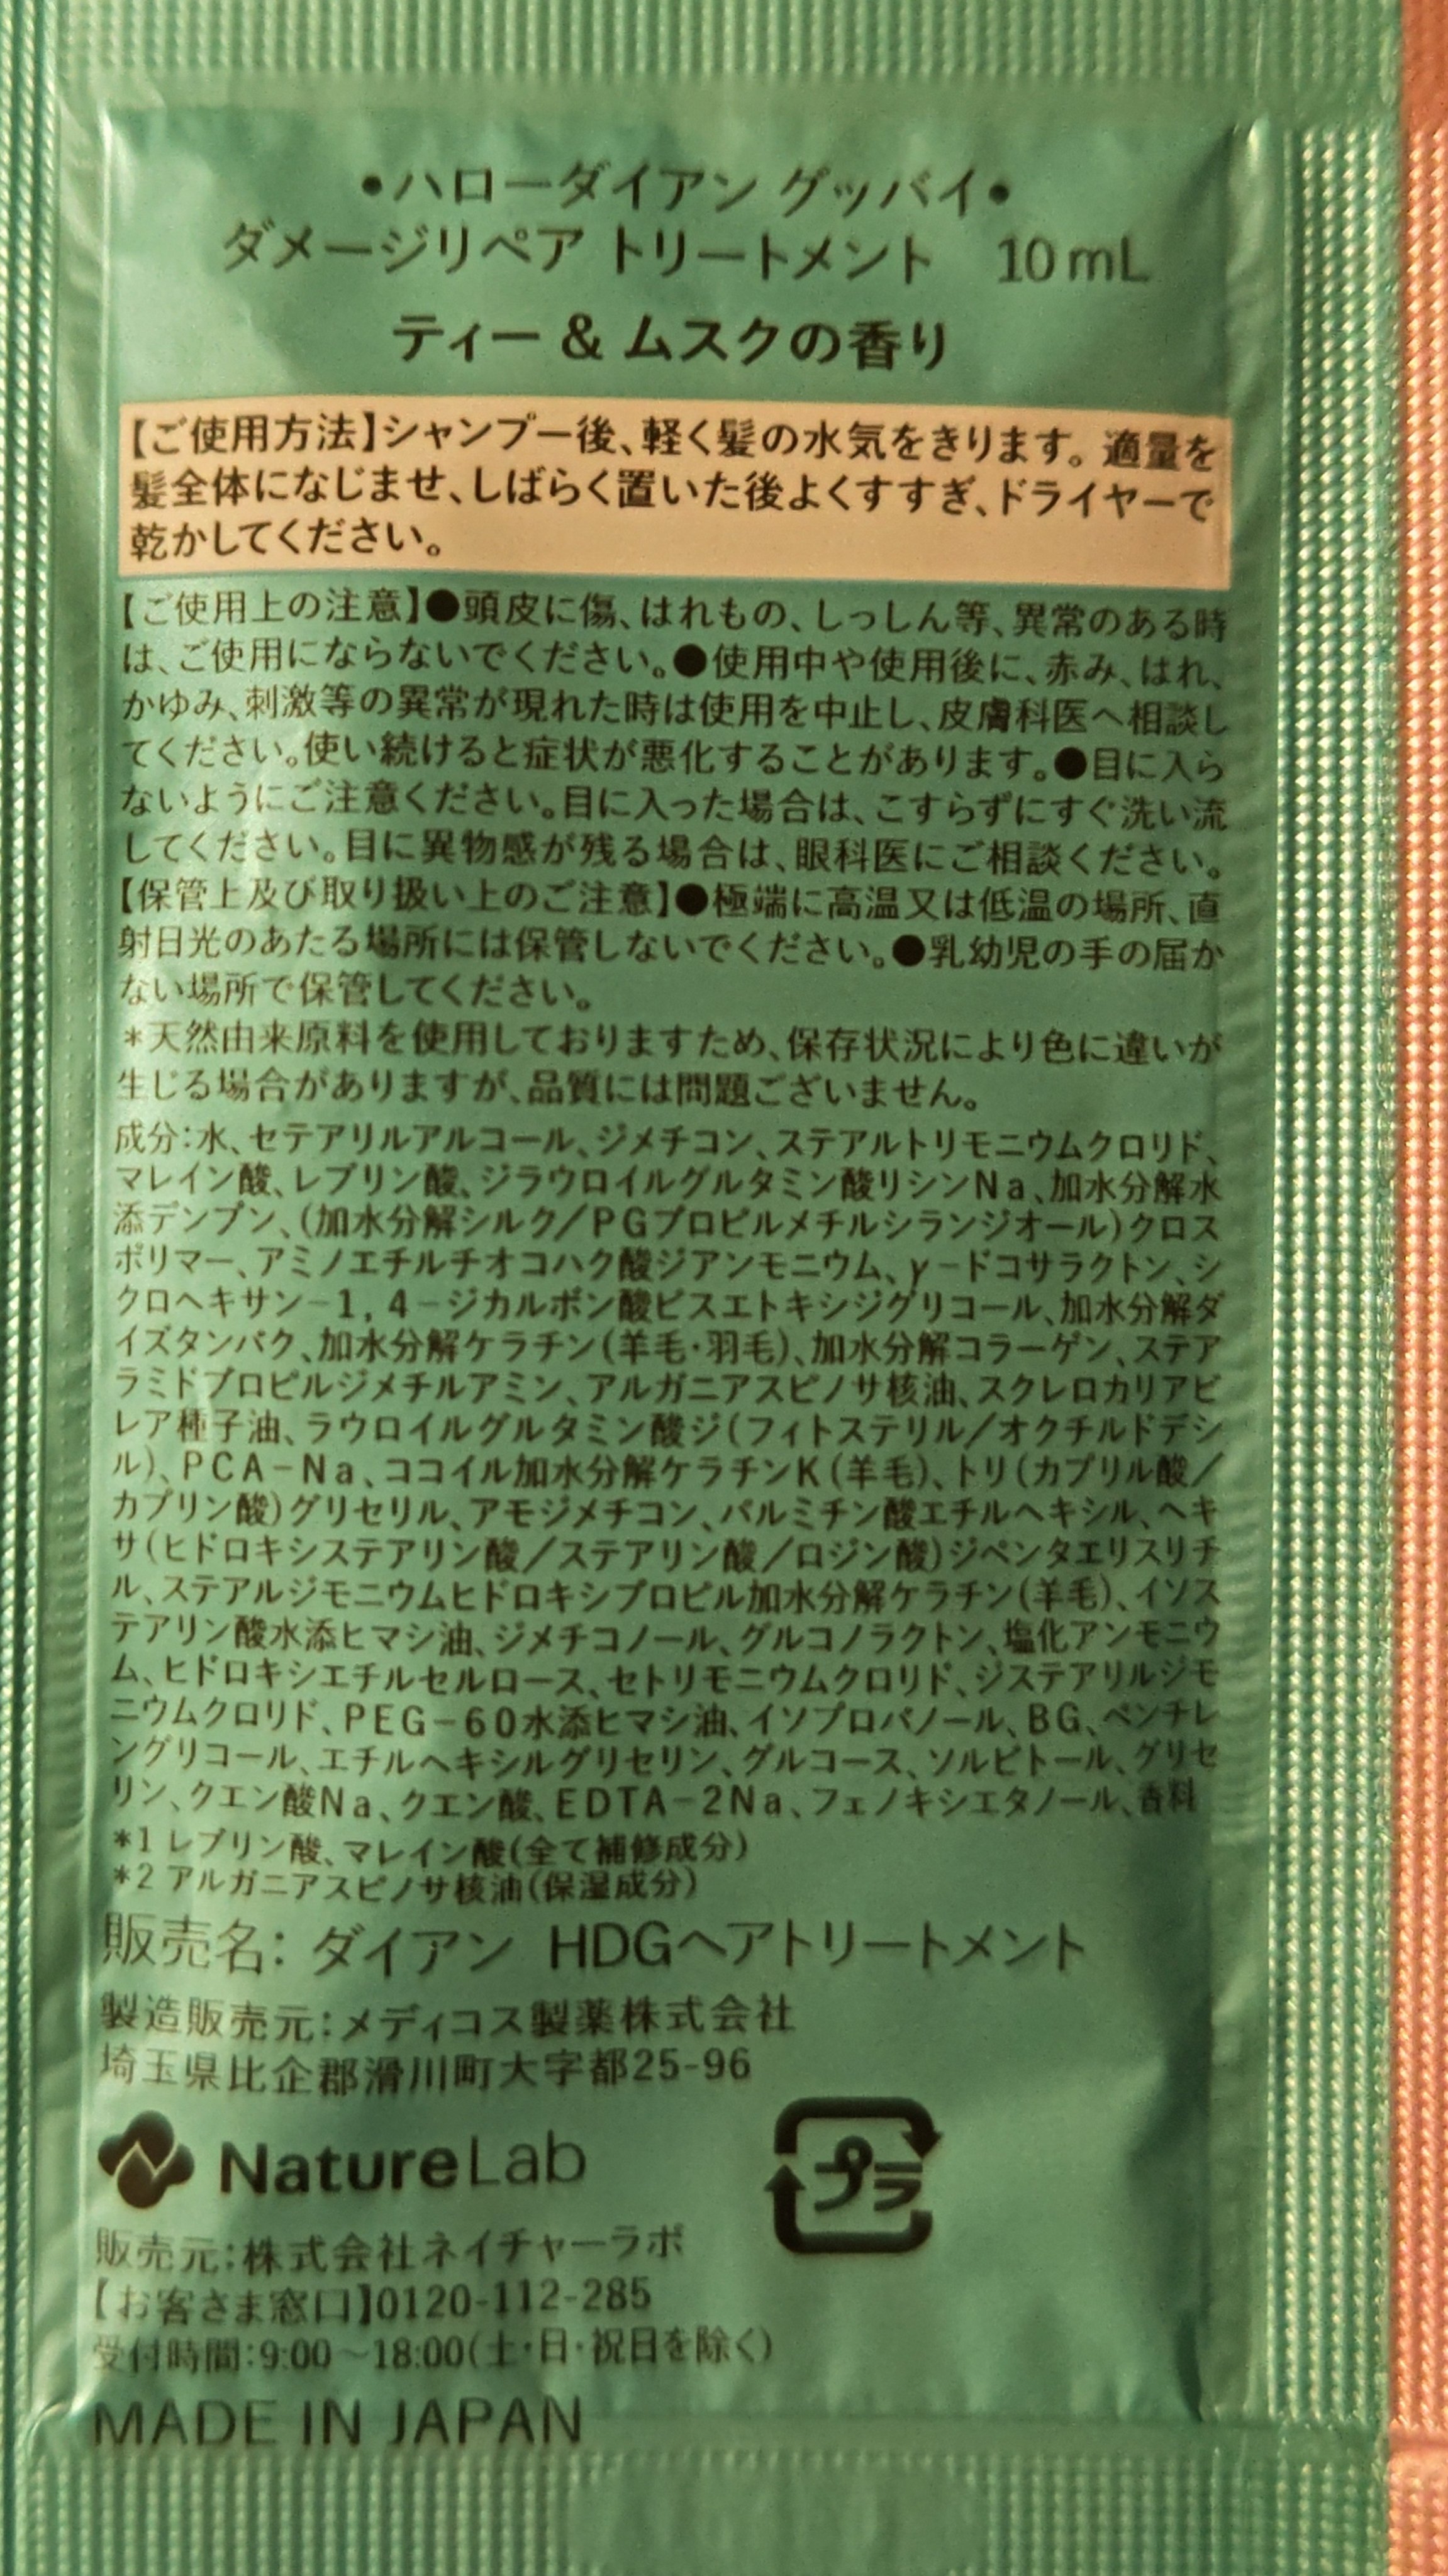 •ハローダイアン グッバイ•
ダメージリペア トリートメント 10mL
ティー & ムスクの香り
【ご使用方法】シャンプー後、軽く髪の水気をきります。適量を
髪全体になじませ、しばらく置いた後よくすすぎ、ドライヤーで
乾かしてください。
【ご使用上の注意】●頭皮に傷、はれもの、しっしん等、異常のある時
は、ご使用にならないでください。●使用中や使用後に、赤み、はれ、
かゆみ、刺激等の異常が現れた時は使用を中止し、皮膚科医へ相談し
てください。使い続けると症状が悪化することがあります。●目に入ら
ないようにご注意ください。目に入った場合は、こすらずにすぐ洗い流
してください。目に異物感が残る場合は、眼科医にご相談ください。
【保管上及び取り扱い上のご注意】●極端に高温又は低温の場所、直
射日光のあたる場所には保管しないでください。●乳幼児の手の届か
ない場所で保管してください。
*天然由来原料を使用しておりますため、保存状況により色に違いが
生じる場合がありますが、品質には問題ございません。
成分:水、セテアリルアルコール、ジメチコン、ステアルトリモニウムクロリド、
マレイン酸、レブリン酸、ジラウロイルグルタミン酸リシンNa、加水分解水
添デンプン、(加水分解シルク/PGプロピルメチルシランジオール)クロス
ポリマー、アミノエチルチオコハク酸ジアンモニウム、γ-ドコサラクトン、シ
クロヘキサン-1,4-ジカルボン酸ビスエトキシジグリコール、加水分解ダ
イズタンパク、加水分解ケラチン(羊毛・羽毛)、加水分解コラーゲン、ステア
ラミドプロピルジメチルアミン、アルガニアスピノサ核油、スクレロカリアビ
レア種子油、ラウロイルグルタミン酸ジ(フィトステリル/オクチルドデシ
ル)、PCA-Na、ココイル加水分解ケラチンK(羊毛)、トリ(カプリル酸/
カプリン酸)グリセリル、アモジメチコン、パルミチン酸エチルヘキシル、ヘキ
サ(ヒドロキシステアリン酸/ステアリン酸/ロジン酸)ジペンタエリスリチ
ル、ステアルジモニウムヒドロキシプロピル加水分解ケラチン(羊毛)、イソス
テアリン酸水添ヒマシ油、ジメチコノール、グルコノラクトン、塩化アンモニウ
ム、ヒドロキシエチルセルロース、セトリモニウムクロリド、ジステアリルジモ
ニウムクロリド、PEG-60水添ヒマシ油、イソプロパノール、BG、ペンチレ
ングリコール、エチルヘキシルグリセリン、グルコース、ソルビトール、グリセ
リン、クエン酸Na、クエン酸、EDTA-2Na、フェノキシエタノール、香料
*1 レブリン酸、マレイン酸(全て補修成分)
*2 アルガニアスピノサ核油(保湿成分)
販売名: ダイアン HDGヘアトリートメント
製造販売元:メディコス製薬株式会社
埼玉県比企郡滑川町大字都25-96
NatureLab
プラ
販売元:株式会社ネイチャーラボ
【お客さま窓口】0120-112-285
受付時間:9:00〜18:00(土・日・祝日を除く)
MADE IN JAPAN